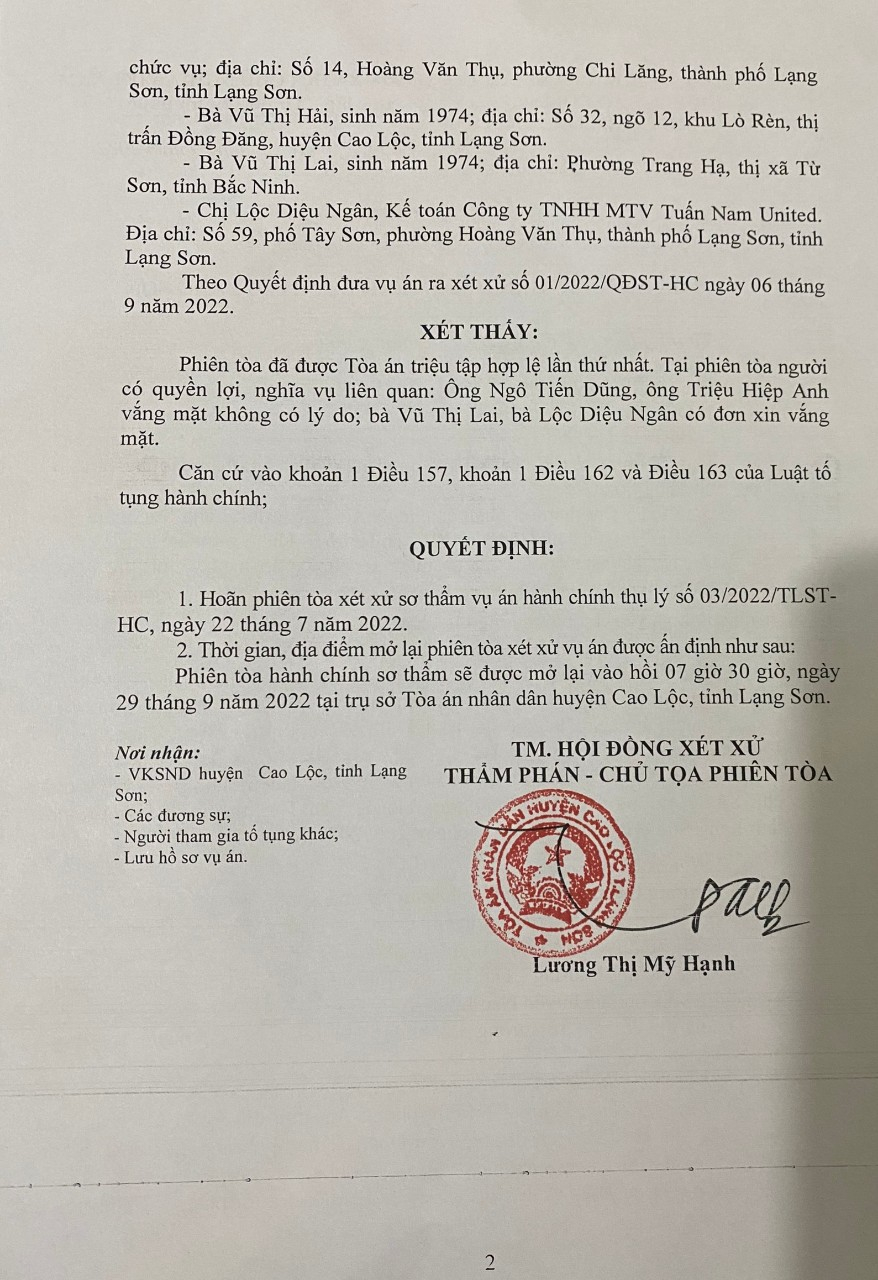 chức vụ; địa chỉ: Số 14, Hoàng Văn Thụ, phường Chi Lăng, thành phố Lạng
Sơn, tỉnh Lạng Sơn.
- Bà Vũ Thị Hải, sinh năm 1974; địa chỉ: Số 32, ngõ 12, khu Lò Rèn, thị
trấn Đồng Đăng, huyện Cao Lộc, tỉnh Lạng Sơn.
- Bà Vũ Thị Lai, sinh năm 1974; địa chỉ: Phường Trang Hạ, thị xã Từ
Sơn, tỉnh Bắc Ninh.
- Chị Lộc Diệu Ngân, Kế toán Công ty TNHH MTV Tuấn Nam United.
Địa chỉ: Số 59, phố Tây Sơn, phường Hoàng Văn Thụ, thành phố Lạng Sơn, tỉnh
Lạng Sơn.
Theo Quyết định đưa vụ án ra xét xử số 01/2022/QĐST-HC ngày 06 tháng
9 năm 2022.
XÉT THẤY:
Phiên tòa đã được Tòa án triệu tập hợp lệ lần thứ nhất. Tại phiên tòa người
có quyền lợi, nghĩa vụ liên quan: Ông Ngô Tiến Dũng, ông Triệu Hiệp Anh
vắng mặt không có lý do; bà Vũ Thị Lai, bà Lộc Diệu Ngân có đơn xin vắng
mặt.
Căn cứ vào khoản 1 Điều 157, khoản 1 Điều 162 và Điều 163 của Luật tố
tụng hành chính;
QUYẾT ĐỊNH:
1. Hoãn phiên tòa xét xử sơ thẩm vụ án hành chính thụ lý số 03/2022/TLST-
HC, ngày 22 tháng 7 năm 2022.
2. Thời gian, địa điểm mở lại phiên tòa xét xử vụ án được ấn định như sau:
Phiên tòa hành chính sơ thẩm sẽ được mở lại vào hồi 07 giờ 30 giờ, ngày
29 tháng 9 năm 2022 tại trụ sở Tòa án nhân dân huyện Cao Lộc, tỉnh Lạng Sơn.
Nơi nhận:
- VKSND huyện Cao Lộc, tỉnh Lạng
Sơn;
- Các đương sự;
- Người tham gia tố tụng khác;
- Lưu hồ sơ vụ án.
TM. HỘI ĐỒNG XÉT XỬ
THẨM PHÁN - CHỦ TỌA PHIÊN TÒA
TÒA ÁN NHÂN DÂN HUYỆN CAO LỘC T.LẠNG SƠN
Lương Thị Mỹ Hạnh
2